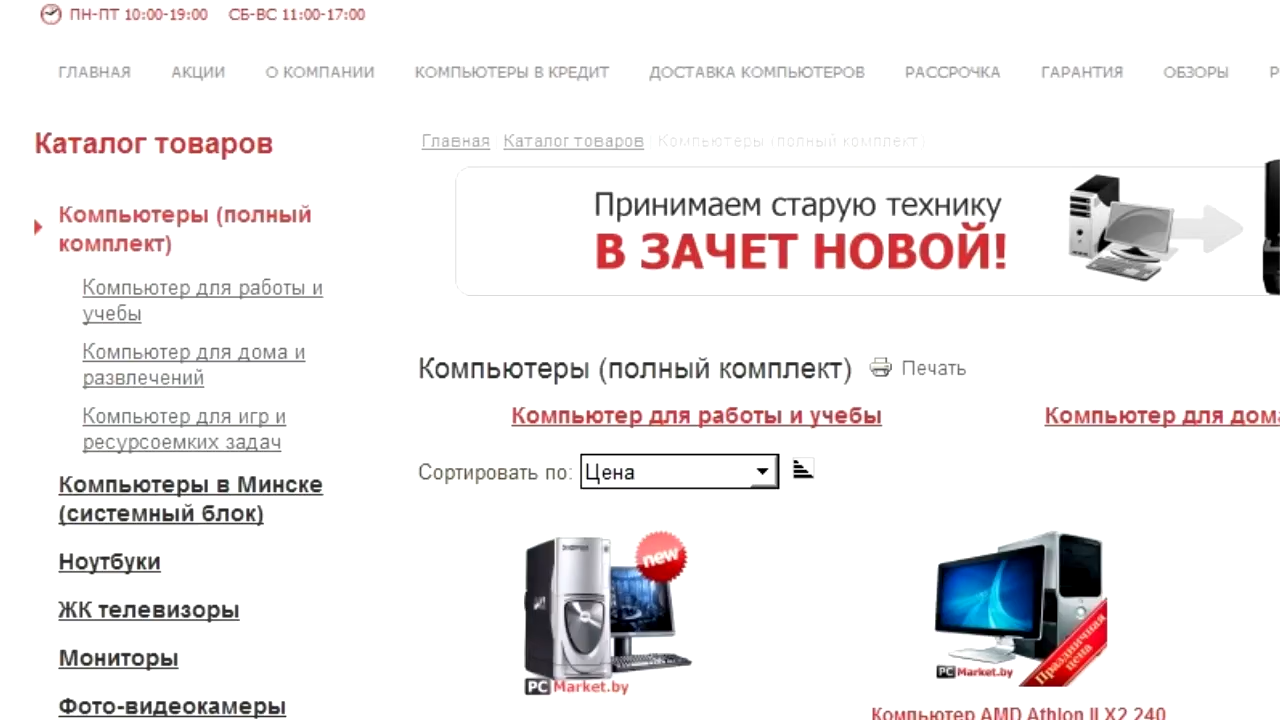 ПН-ПТ 10:00-19:00 СБ-ВС 11:00-17:00
ГЛАВНАЯ АКЦИИ О КОМПАНИИ КОМПЬЮТЕРЫ В КРЕДИТ ДОСТАВКА КОМПЬЮТЕРОВ РАССРОЧКА ГАРАНТИЯ ОБЗОРЫ
Каталог товаров
Компьютеры (полный
комплект)
Компьютер для работы и
учебы
Компьютер для дома и
развлечений
Компьютер для игр и
ресурсоемких задач
Компьютеры в Минске
(системный блок)
Ноутбуки
ЖК телевизоры
Мониторы
Фото-видеокамеры
Главная | Каталог товаров | Компьютеры (полный комплект)
Принимаем старую технику
В ЗАЧЕТ НОВОЙ!
Компьютеры (полный комплект) Печать
Компьютер для работы и учебы Компьютер для дома
Сортировать по: Цена
new
PC Market.by
Праздничная
цена
PC Market.by
Компьютер AMD Athlon II X2 240